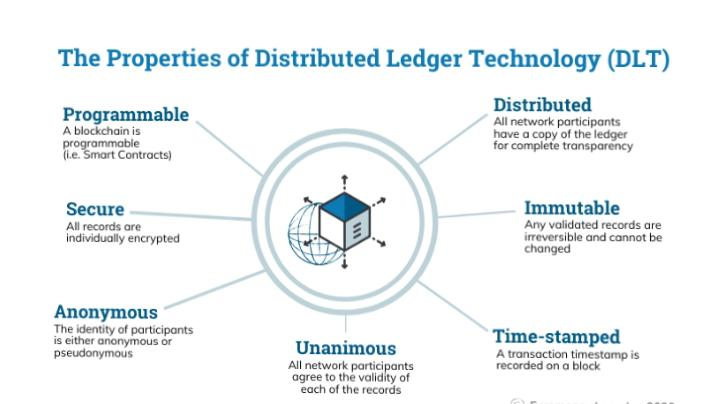 The Properties of Distributed Ledger Technology (DLT)
Programmable
A blockchain is
programmable
(i.e. Smart Contracts)
Secure
All records are
individually encrypted
Anonymous
The identity of participants
is either anonymous or
pseudonymous
Unanimous
All network participants
agree to the validity of
each of the records
Distributed
All network participants
have a copy of the ledger
for complete transparency
Immutable
Any validated records are
irreversible and cannot be
changed
Time-stamped
A transaction timestamp is
recorded on a block